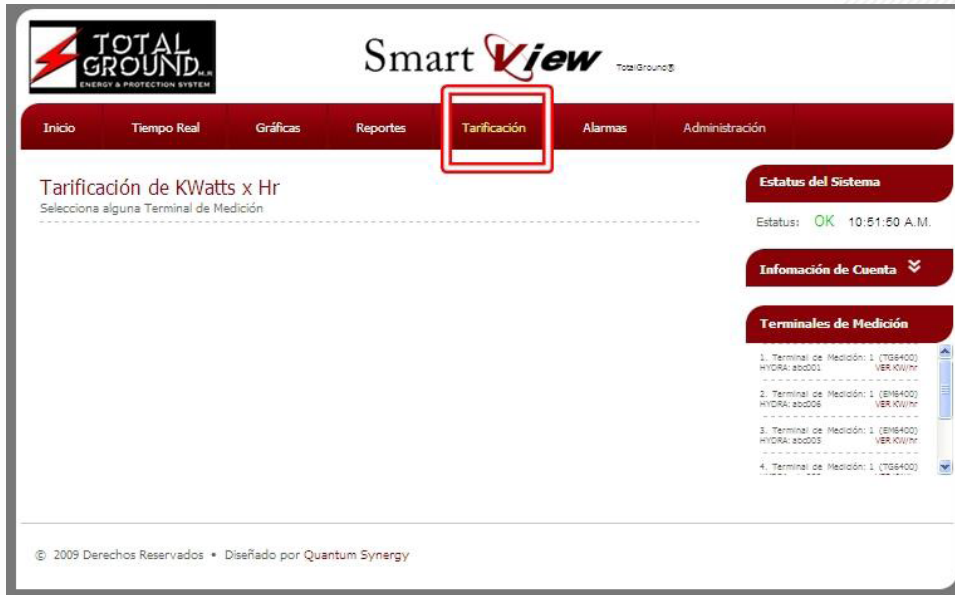 TOTAL
GROUND M.R
ENERGY & PROTECTION SYSTEM
Smart View TotalGround®
Inicio Tiempo Real Gráficas Reportes Tarificación Alarmas Administración
Tarificación de KWatts x Hr
Selecciona alguna Terminal de Medición
Estatus del Sistema
Estatus: OK 10:51:50 A.M.
Infomación de Cuenta
Terminales de Medición
1. Terminal de Medición: 1 (TG6400)
HYDRA: abc001 VER KW/hr
2. Terminal de Medición: 1 (EM6400)
HYDRA: abc006 VER KW/hr
3. Terminal de Medición: 1 (EM6400)
HYDRA: abc005 VER KW/hr
4. Terminal de Medición: 1 (TG6400)
© 2009 Derechos Reservados • Diseñado por Quantum Synergy